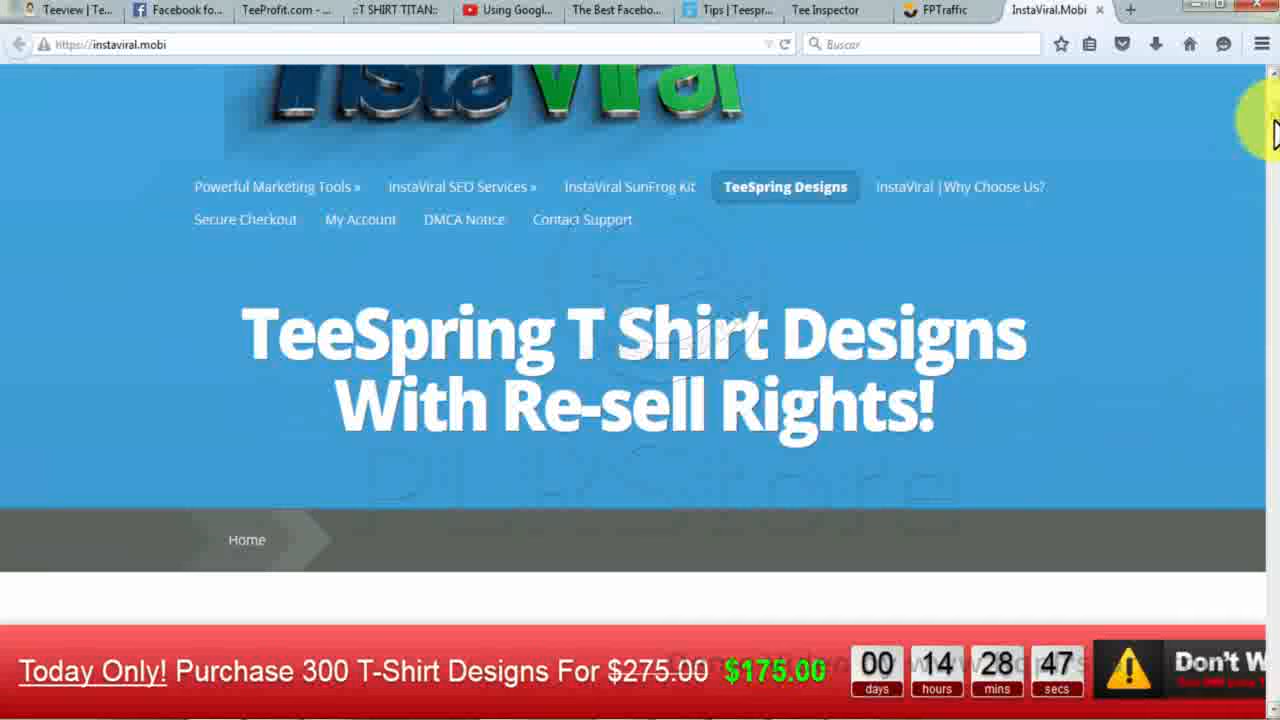 Teeview | Te... Facebook fo... TeeProfit.com - ... ::T SHIRT TITAN:: Using Googl... The Best Facebo... Tips | Teespr... Tee Inspector FPTraffic InstaViral.Mobi
https://instaviral.mobi Buscar
InstaViral
Powerful Marketing Tools » InstaViral SEO Services » InstaViral SunFrog Kit TeeSpring Designs InstaViral |Why Choose Us?
Secure Checkout My Account DMCA Notice Contact Support
TeeSpring T Shirt Designs
With Re-sell Rights!
PLRStore
Home
Today Only! Purchase 300 T-Shirt Designs For $275.00 $175.00 00 14 28 47 Don't W
days hours mins secs